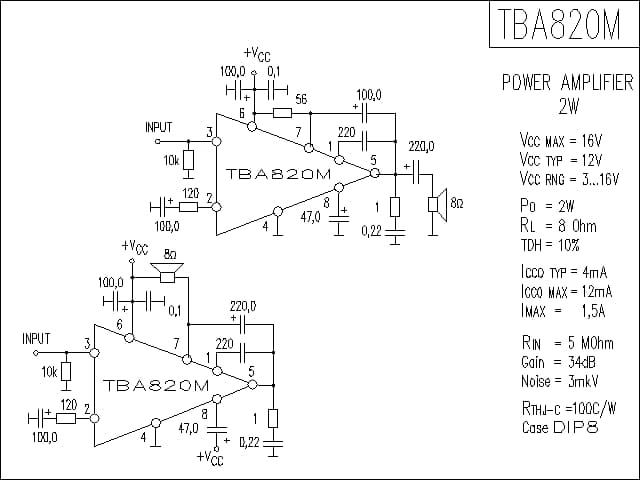 TBA820M
POWER AMPLIFIER
2W
VCC MAX = 16V
VCC TYP = 12V
VCC RNG = 3...16V
PO = 2W
RL = 8 Ohm
TDH = 10%
ICCO TYP = 4mA
ICCO MAX = 12mA
IMAX = 1,5A
RIN = 5 MOhm
Gain = 34dB
Noise = 3mkV
RTHJ-C =100C/W
Case DIP8
+VCC
100,0 0,1
56 100,0
6
7
INPUT 3 1 220
5 220,0
10k TBA820M
120 2 8 1 8Ω
47,0
100,0 4 0,22
+VCC 8Ω
100,0
0,1 220,0
6
7
INPUT 3 1 220
10k TBA820M 5
120 2 8 1
47,0
100,0 4 0,22
+VCC